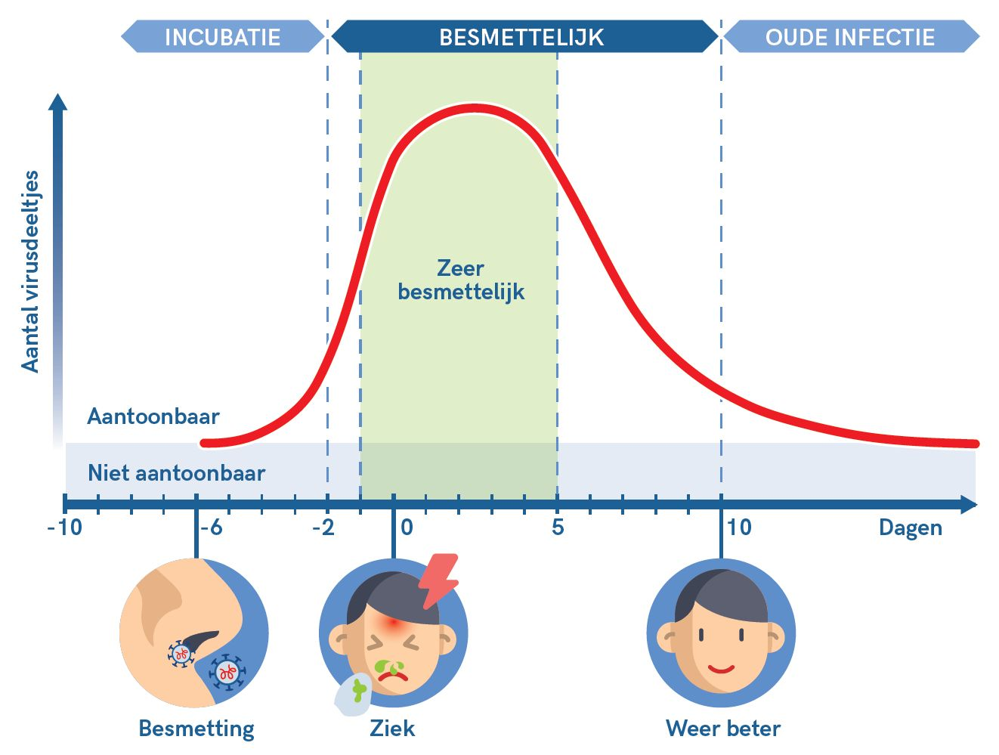 INCUBATIE
BESMETTELIJK
OUDE INFECTIE
Aantal virusdeeltjes
Zeer
besmettelijk
Aantoonbaar
Niet aantoonbaar
-10 -6 -2 0 5 10 Dagen
Besmetting
Ziek
Weer beter